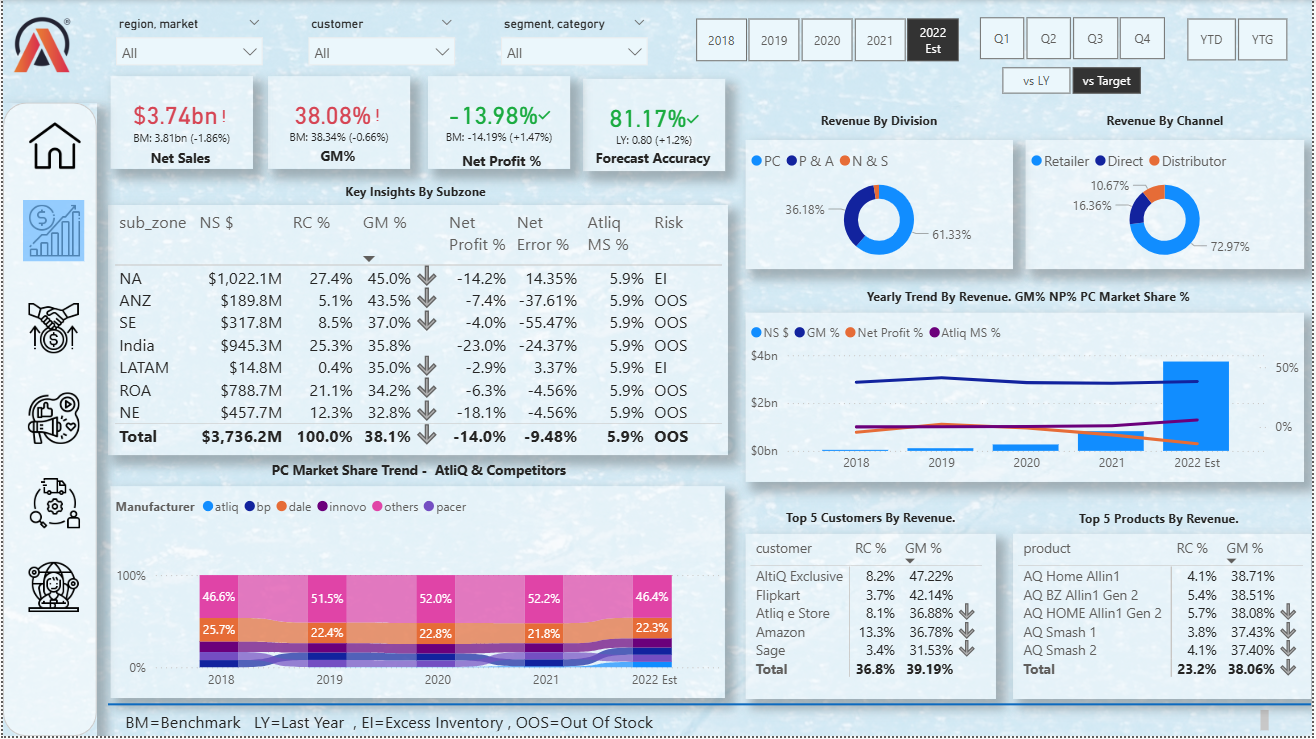 region, market
customer
segment, category
All
All
All
2018
2019
2020
2021
2022 Est
Q1
Q2
Q3
Q4
YTD
YTG
vs LY
vs Target
$3.74bn !
BM: 3.81bn (-1.86%)
Net Sales
38.08% !
BM: 38.34% (-0.66%)
GM%
-13.98%✓
BM: -14.19% (+1.47%)
Net Profit %
81.17%✓
LY: 0.80 (+1.2%)
Forecast Accuracy
Key Insights By Subzone
sub_zone NS $ RC % GM % Net Profit % Net Error % Atliq MS % Risk
NA $1,022.1M 27.4% 45.0% -14.2% 14.35% 5.9% EI
ANZ $189.8M 5.1% 43.5% -7.4% -37.61% 5.9% OOS
SE $317.8M 8.5% 37.0% -4.0% -55.47% 5.9% OOS
India $945.3M 25.3% 35.8% -23.0% -24.37% 5.9% OOS
LATAM $14.8M 0.4% 35.0% -2.9% 3.37% 5.9% EI
ROA $788.7M 21.1% 34.2% -6.3% -4.56% 5.9% OOS
NE $457.7M 12.3% 32.8% -18.1% -4.56% 5.9% OOS
Total $3,736.2M 100.0% 38.1% -14.0% -9.48% 5.9% OOS
Revenue By Division
PC P & A N & S
36.18%
61.33%
Revenue By Channel
Retailer Direct Distributor
10.67%
16.36%
72.97%
Yearly Trend By Revenue. GM% NP% PC Market Share %
NS $ GM % Net Profit % Atliq MS %
$4bn
$2bn
$0bn
50%
0%
2018 2019 2020 2021 2022 Est
PC Market Share Trend - AtliQ & Competitors
Manufacturer atliq bp dale innovo others pacer
100%
46.6% 51.5% 52.0% 52.2% 46.4%
25.7% 22.4% 22.8% 21.8% 22.3%
0%
2018 2019 2020 2021 2022 Est
Top 5 Customers By Revenue.
customer RC % GM %
AltiQ Exclusive 8.2% 47.22%
Flipkart 3.7% 42.14%
Atliq e Store 8.1% 36.88%
Amazon 13.3% 36.78%
Sage 3.4% 31.53%
Total 36.8% 39.19%
Top 5 Products By Revenue.
product RC % GM %
AQ Home Allin1 4.1% 38.71%
AQ BZ Allin1 Gen 2 5.4% 38.51%
AQ HOME Allin1 Gen 2 5.7% 38.08%
AQ Smash 1 3.8% 37.43%
AQ Smash 2 4.1% 37.40%
Total 23.2% 38.06%
BM=Benchmark LY=Last Year , EI=Excess Inventory , OOS=Out Of Stock